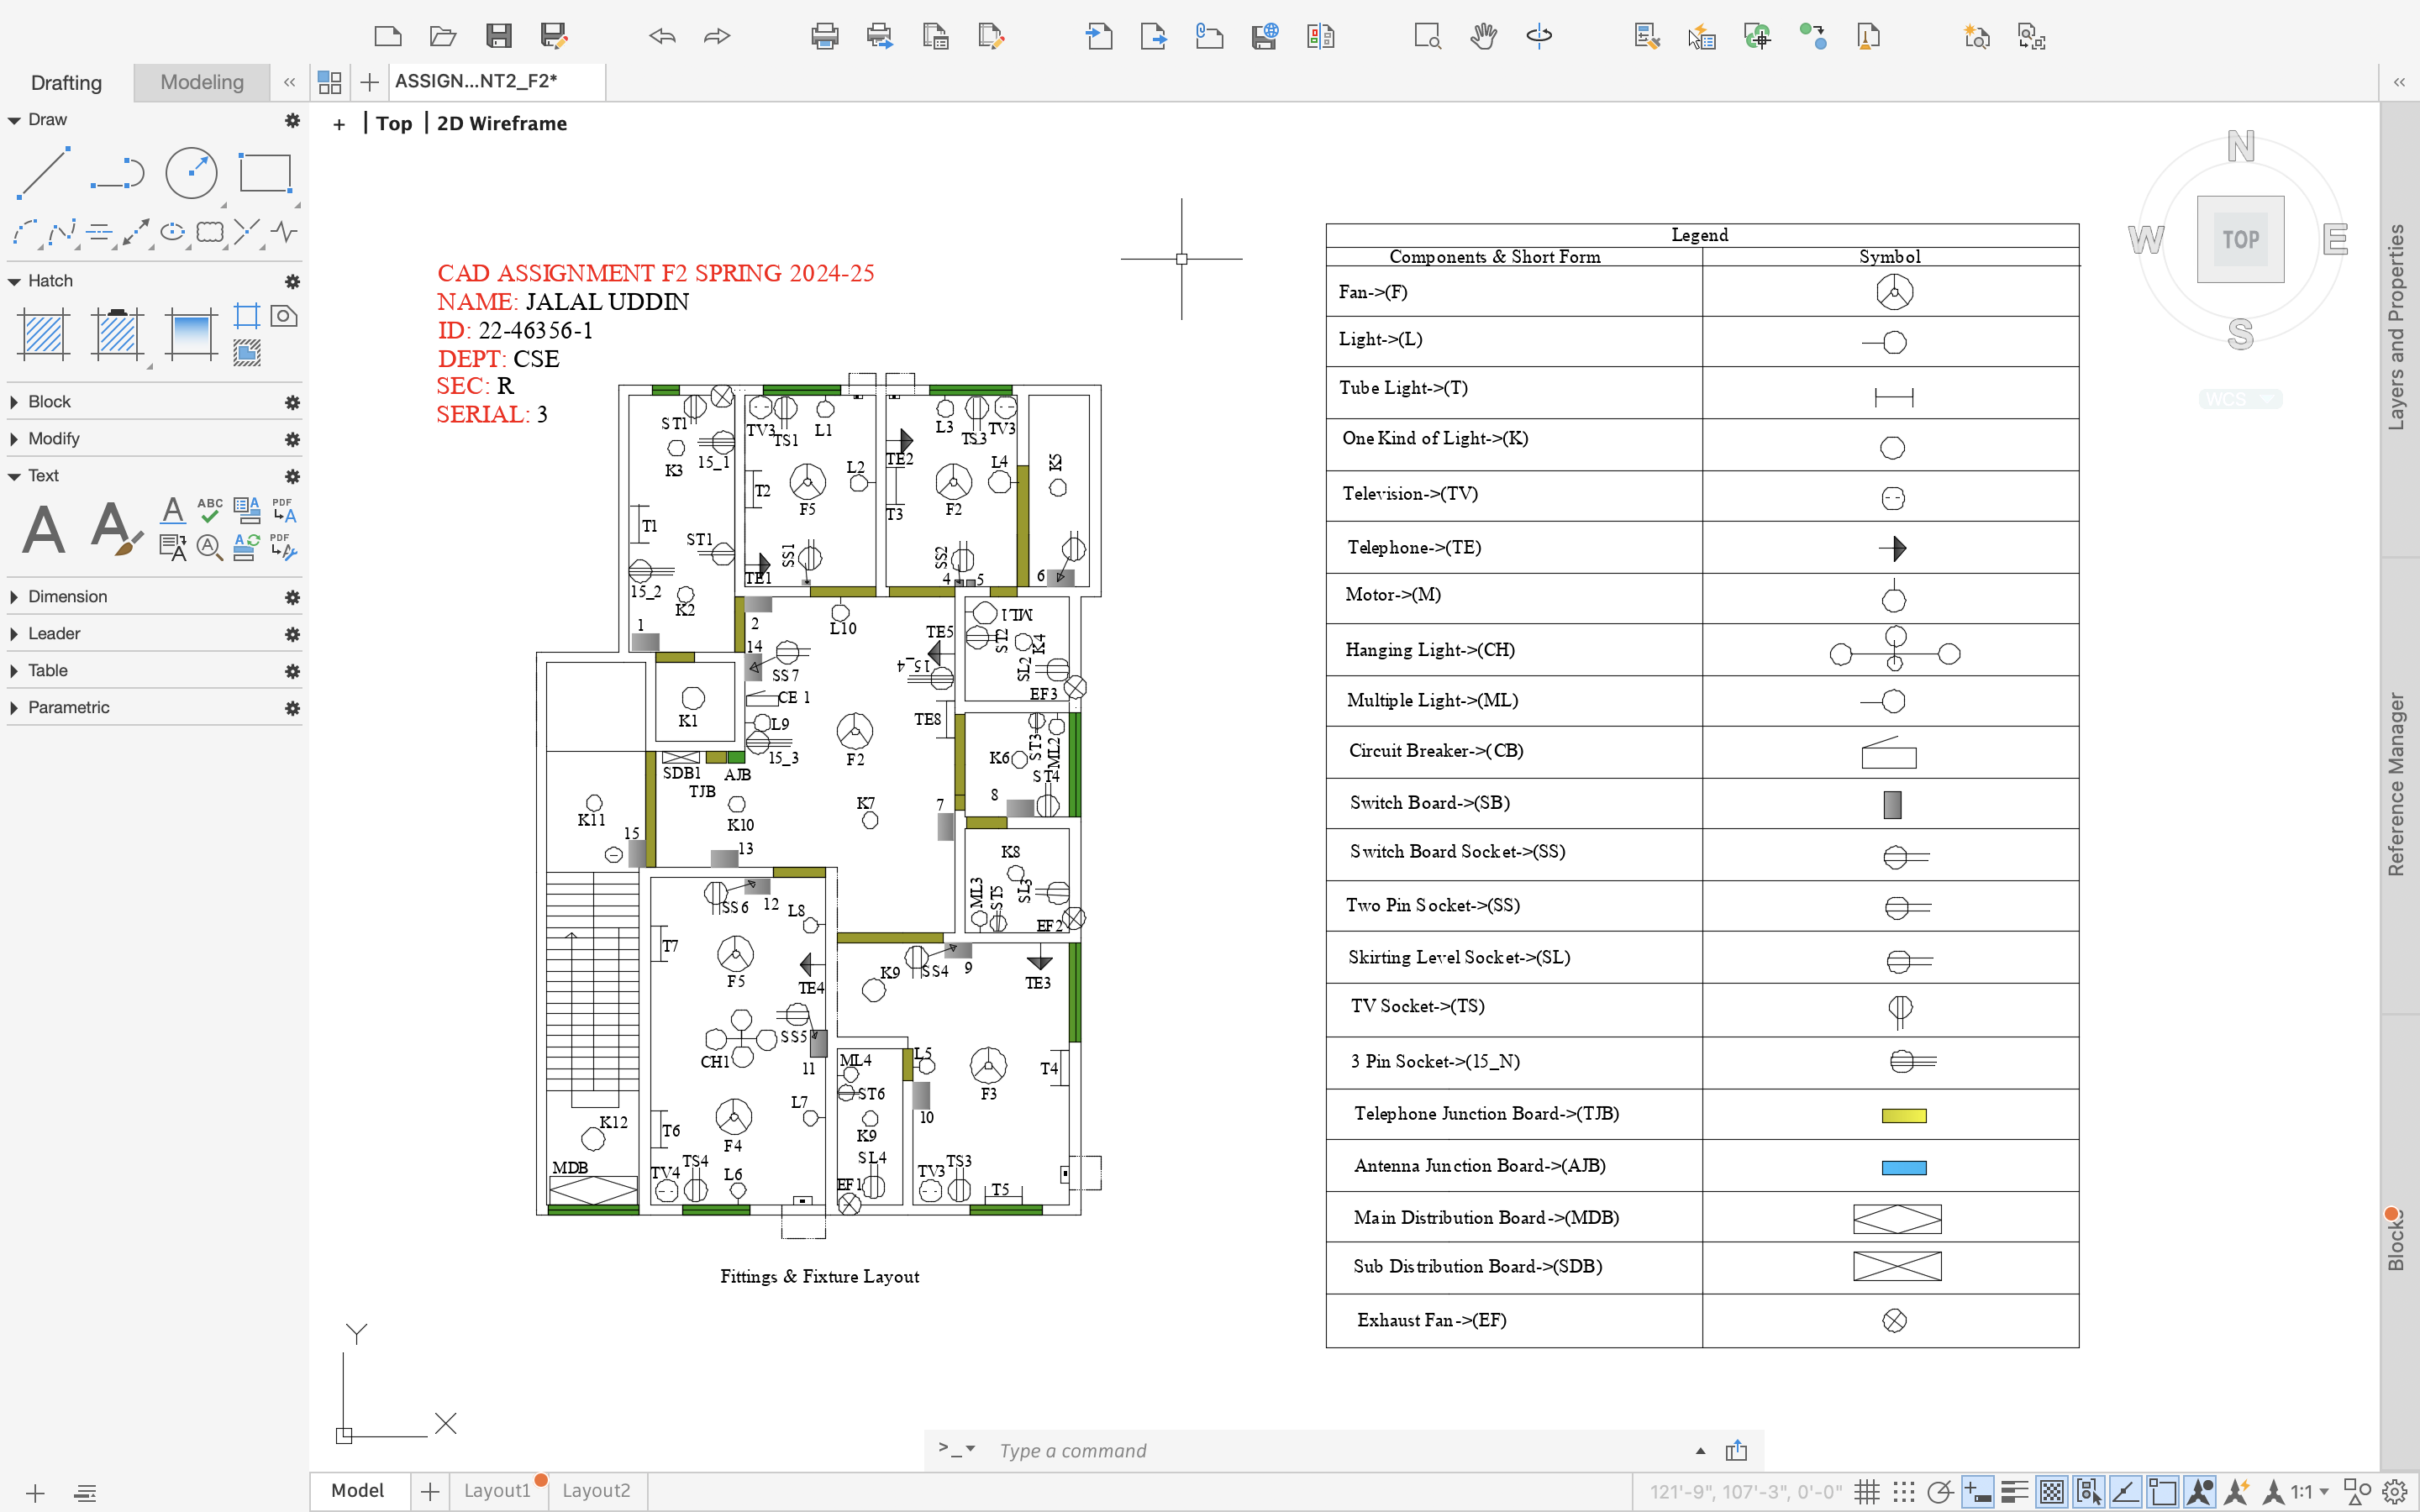 Drafting
Modeling
ASSIGN...NT2_F2*
Draw
Hatch
Block
Modify
Text
ABC
PDF
PDF
Dimension
Leader
Table
Parametric
+ | Top | 2D Wireframe
CAD ASSIGNMENT F2 SPRING 2024-25
NAME: JALAL UDDIN
ID: 22-46356-1
DEPT: CSE
SEC: R
SERIAL: 3
ST1
K3
15_1
TV3
TS1
L1
L3
TS3
TV3
TE2
L2
L4
K5
T2
F5
T3
F2
T1
ST1
SS1
SS2
TE1
4
5
6
15_2
K2
1
2
L10
TE5
ML1
ST2
K4
14
SS7
15_4
SL2
EF3
CE 1
K1
L9
TE8
15_3
F2
K6
ST3
ML2
SDB1
AJB
TJB
ST4
K10
K7
7
8
K11
15
13
K8
SS6
12
L8
ML3
ST5
SL3
EF2
T7
F5
TE4
K9
SS4
9
TE3
SS5
CH1
11
ML4
L5
T4
ST6
F3
10
L7
K9
K12
T6
F4
SL4
MDB
TV4
TS4
L6
EF1
TV3
TS3
T5
Fittings & Fixture Layout
Legend
Components & Short Form
Symbol
Fan->(F)
Light->(L)
Tube Light->(T)
One Kind of Light->(K)
Television->(TV)
Telephone->(TE)
Motor->(M)
Hanging Light->(CH)
Multiple Light->(ML)
Circuit Breaker->(CB)
Switch Board->(SB)
Switch Board Socket->(SS)
Two Pin Socket->(SS)
Skirting Level Socket->(SL)
TV Socket->(TS)
3 Pin Socket->(15_N)
Telephone Junction Board->(TJB)
Antenna Junction Board->(AJB)
Main Distribution Board->(MDB)
Sub Distribution Board->(SDB)
Exhaust Fan->(EF)
N
W
TOP
E
S
WCS
Layers and Properties
Reference Manager
Blocks
Y
X
>_ Type a command
Model
Layout1
Layout2
121'-9", 107'-3", 0'-0"
1:1